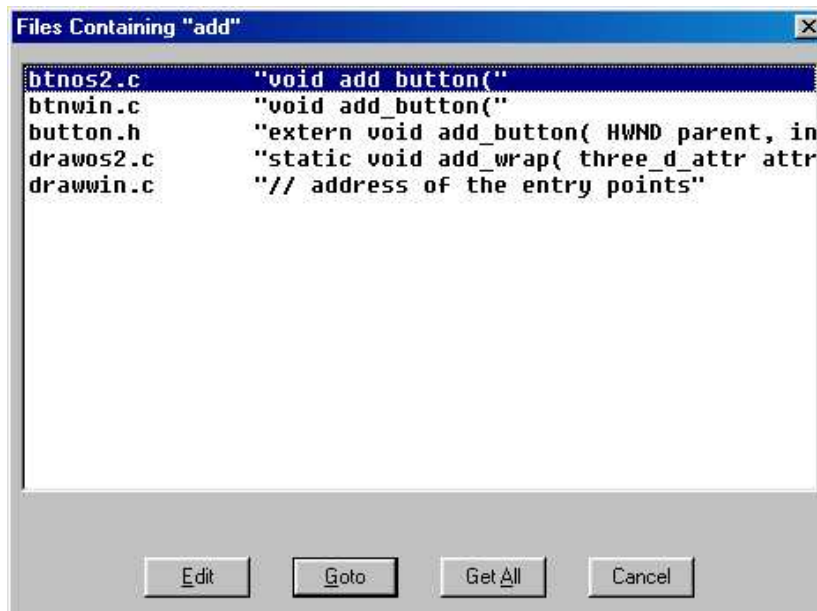 Files Containing "add"
btnos2.c "void add button("
btnwin.c "void add_button("
button.h "extern void add_button( HWND parent, in
drawos2.c "static void add_wrap( three_d_attr attr
drawwin.c "// address of the entry points"
Edit Goto Get All Cancel